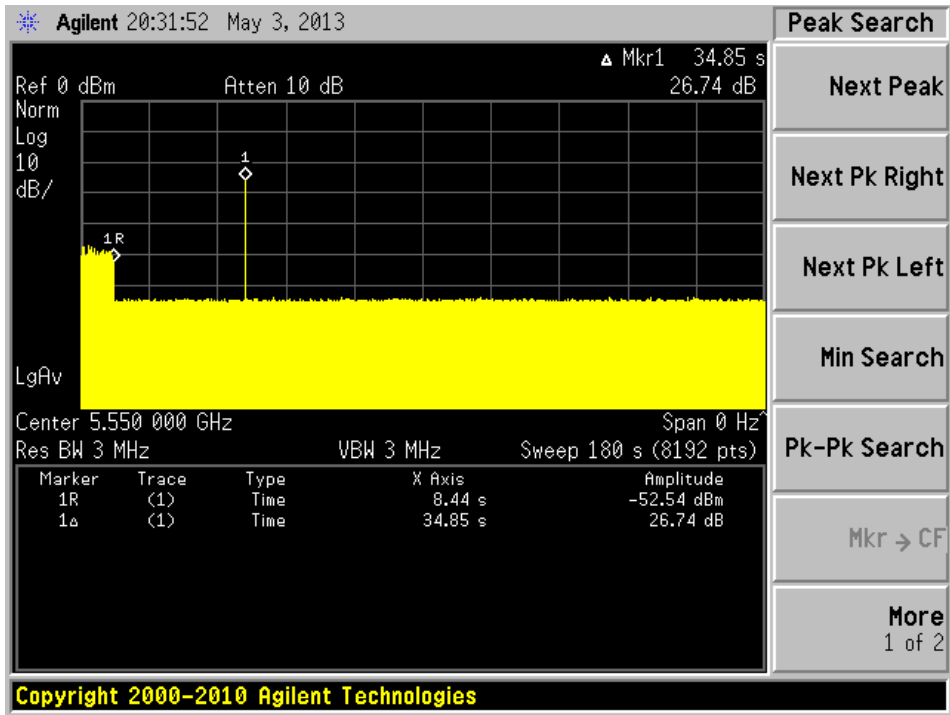 Agilent 20:31:52 May 3, 2013
Peak Search
Δ Mkr1 34.85 s
Ref 0 dBm Atten 10 dB 26.74 dB
Norm
Log
10
dB/
1
1R
LgAv
Center 5.550 000 GHz Span 0 Hz^
Res BW 3 MHz VBW 3 MHz Sweep 180 s (8192 pts)
Marker Trace Type X Axis Amplitude
1R (1) Time 8.44 s -52.54 dBm
1Δ (1) Time 34.85 s 26.74 dB
Next Peak
Next Pk Right
Next Pk Left
Min Search
Pk-Pk Search
Mkr → CF
More
1 of 2
Copyright 2000-2010 Agilent Technologies